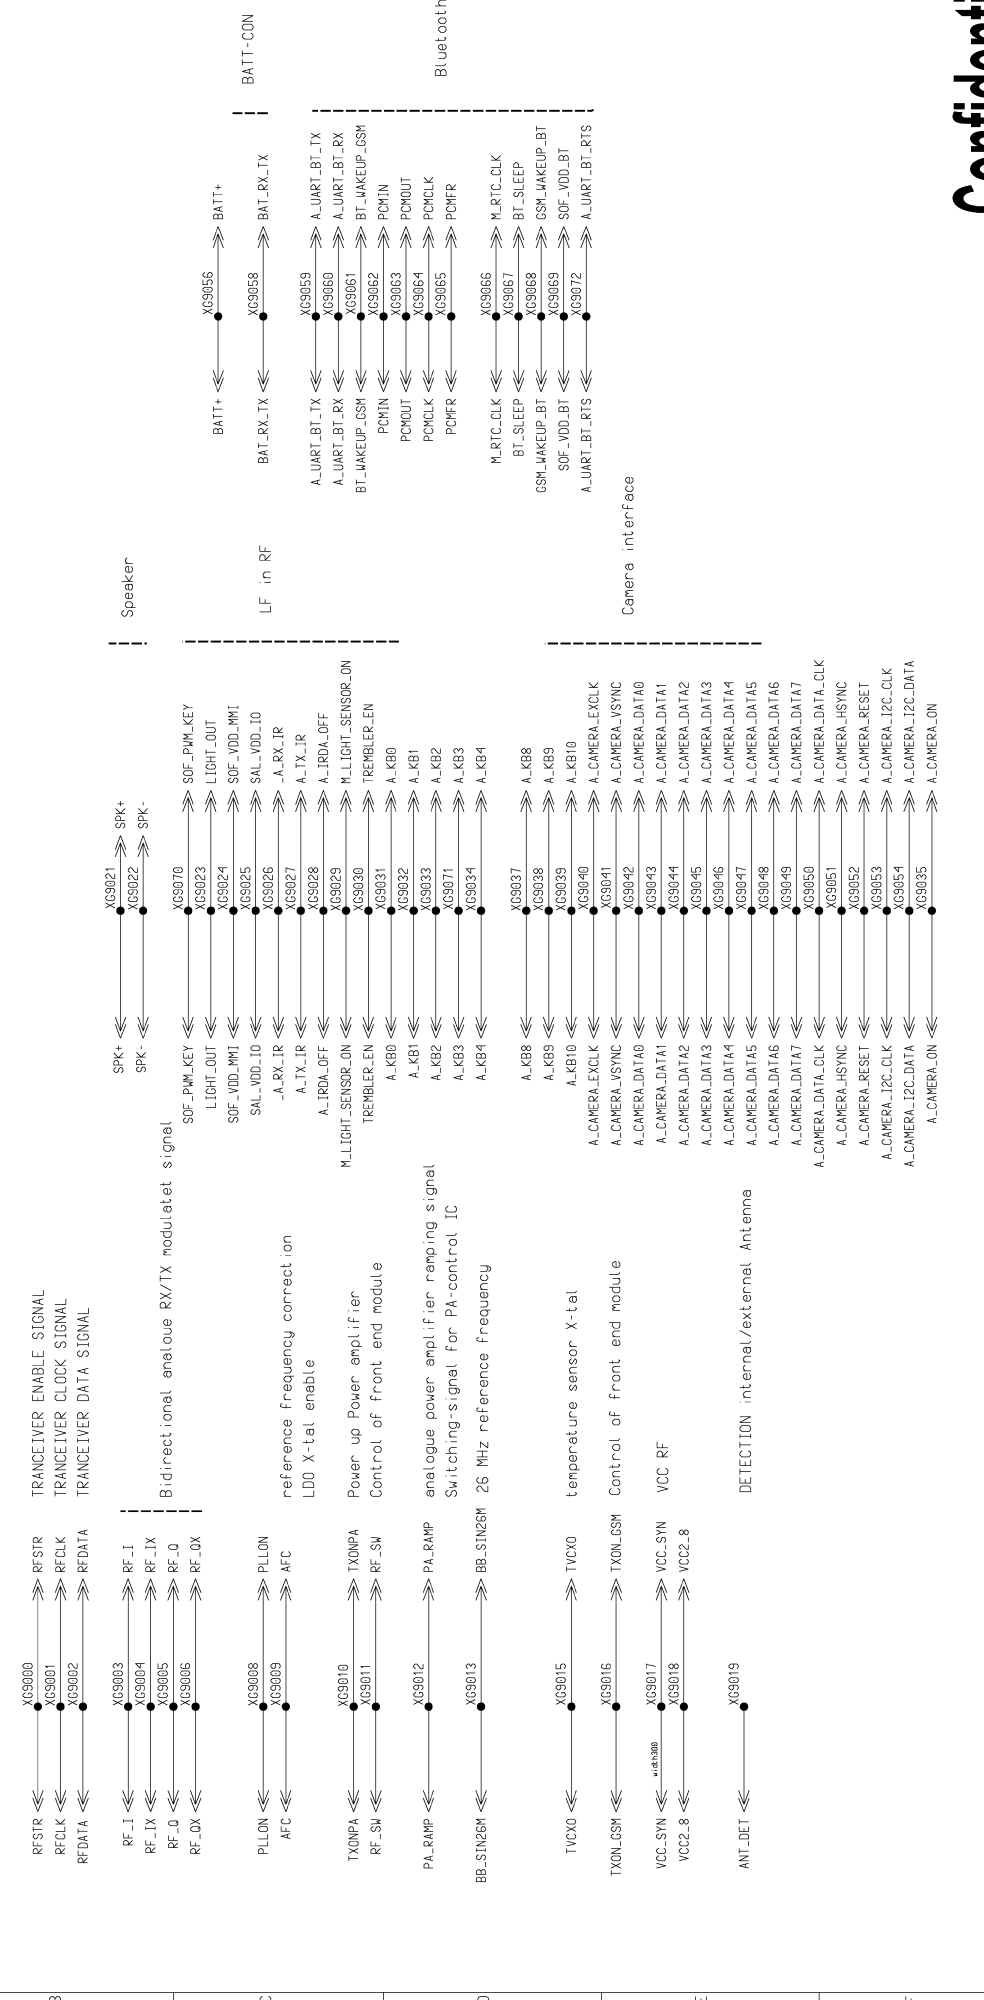 RFSTR XG9000 RFSTR TRANCEIVER ENABLE SIGNAL
RFCLK XG9001 RFCLK TRANCEIVER CLOCK SIGNAL
RFDATA XG9002 RFDATA TRANCEIVER DATA SIGNAL
RF_I XG9003 RF_I
RF_IX XG9004 RF_IX
Bidirectional analoue RX/TX modulatet signal
RF_Q XG9005 RF_Q
RF_QX XG9006 RF_QX
PLLON XG9008 PLLON
AFC XG9009 AFC reference frequency correction
LDO X-tal enable
TXONPA XG9010 TXONPA Power up Power amplifier
RF_SW XG9011 RF_SW Control of front end module
PA_RAMP XG9012 PA_RAMP analogue power amplifier ramping signal
Switching-signal for PA-control IC
BB_SIN26M XG9013 BB_SIN26M 26 MHz reference frequency
TVCXO XG9015 TVCXO temperature sensor X-tal
TXON_GSM XG9016 TXON_GSM Control of front end module
width300
VCC_SYN XG9017 VCC_SYN VCC RF
VCC2_8 XG9018 VCC2_8
ANT_DET XG9019 DETECTION internal/external Antenna
SPK+ XG9021 SPK+
Speaker
SPK- XG9022 SPK-
SOF_PWM_KEY XG9070 SOF_PWM_KEY
LIGHT_OUT XG9023 LIGHT_OUT
SOF_VDD_MMI XG9024 SOF_VDD_MMI
SAL_VDD_IO XG9025 SAL_VDD_IO
LF in RF
_A_RX_IR XG9026 _A_RX_IR
A_TX_IR XG9027 A_TX_IR
A_IRDA_OFF XG9028 A_IRDA_OFF
M_LIGHT_SENSOR_ON XG9029 M_LIGHT_SENSOR_ON
TREMBLER_EN XG9030 TREMBLER_EN
A_KB0 XG9031 A_KB0
A_KB1 XG9032 A_KB1
A_KB2 XG9033 A_KB2
A_KB3 XG9071 A_KB3
A_KB4 XG9034 A_KB4
A_KB8 XG9037 A_KB8
A_KB9 XG9038 A_KB9
A_KB10 XG9039 A_KB10
A_CAMERA_EXCLK XG9040 A_CAMERA_EXCLK
A_CAMERA_VSYNC XG9041 A_CAMERA_VSYNC
Camera interface
A_CAMERA_DATA0 XG9042 A_CAMERA_DATA0
A_CAMERA_DATA1 XG9043 A_CAMERA_DATA1
A_CAMERA_DATA2 XG9044 A_CAMERA_DATA2
A_CAMERA_DATA3 XG9045 A_CAMERA_DATA3
A_CAMERA_DATA4 XG9046 A_CAMERA_DATA4
A_CAMERA_DATA5 XG9047 A_CAMERA_DATA5
A_CAMERA_DATA6 XG9048 A_CAMERA_DATA6
A_CAMERA_DATA7 XG9049 A_CAMERA_DATA7
A_CAMERA_DATA_CLK XG9050 A_CAMERA_DATA_CLK
A_CAMERA_HSYNC XG9051 A_CAMERA_HSYNC
A_CAMERA_RESET XG9052 A_CAMERA_RESET
A_CAMERA_I2C_CLK XG9053 A_CAMERA_I2C_CLK
A_CAMERA_I2C_DATA XG9054 A_CAMERA_I2C_DATA
A_CAMERA_ON XG9035 A_CAMERA_ON
BATT+ XG9056 BATT+
BATT-CON
BAT_RX_TX XG9058 BAT_RX_TX
A_UART_BT_TX XG9059 A_UART_BT_TX
A_UART_BT_RX XG9060 A_UART_BT_RX
BT_WAKEUP_GSM XG9061 BT_WAKEUP_GSM
PCMIN XG9062 PCMIN
PCMOUT XG9063 PCMOUT
PCMCLK XG9064 PCMCLK
Bluetooth
PCMFR XG9065 PCMFR
M_RTC_CLK XG9066 M_RTC_CLK
BT_SLEEP XG9067 BT_SLEEP
GSM_WAKEUP_BT XG9068 GSM_WAKEUP_BT
SOF_VDD_BT XG9069 SOF_VDD_BT
A_UART_BT_RTS XG9072 A_UART_BT_RTS